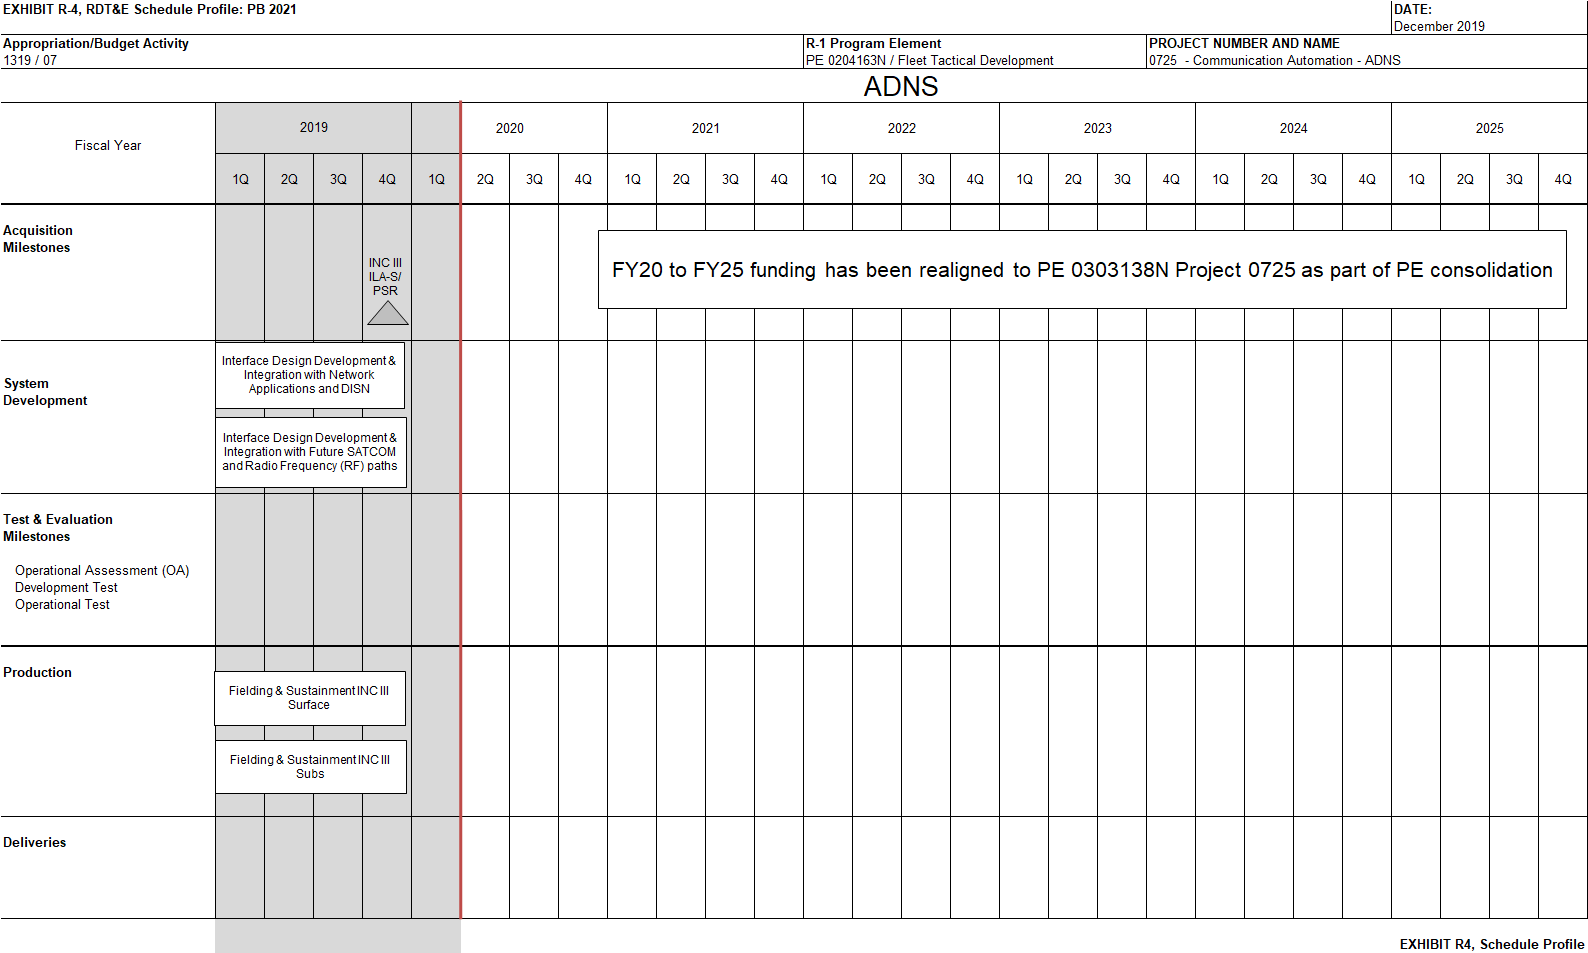 EXHIBIT R-4, RDT&E Schedule Profile: PB 2021
DATE:
December 2019
Appropriation/Budget Activity
1319 / 07
R-1 Program Element
PE 0204163N / Fleet Tactical Development
PROJECT NUMBER AND NAME
0725 - Communication Automation - ADNS
ADNS
Fiscal Year
2019 2020 2021 2022 2023 2024 2025
1Q 2Q 3Q 4Q 1Q 2Q 3Q 4Q 1Q 2Q 3Q 4Q 1Q 2Q 3Q 4Q 1Q 2Q 3Q 4Q 1Q 2Q 3Q 4Q 1Q 2Q 3Q 4Q
Acquisition
Milestones
INC III
ILA-S/
PSR
FY20 to FY25 funding has been realigned to PE 0303138N Project 0725 as part of PE consolidation
System
Development
Interface Design Development &
Integration with Network
Applications and DISN
Interface Design Development &
Integration with Future SATCOM
and Radio Frequency (RF) paths
Test & Evaluation
Milestones
Operational Assessment (OA)
Development Test
Operational Test
Production
Fielding & Sustainment INC III
Surface
Fielding & Sustainment INC III
Subs
Deliveries
EXHIBIT R4, Schedule Profile